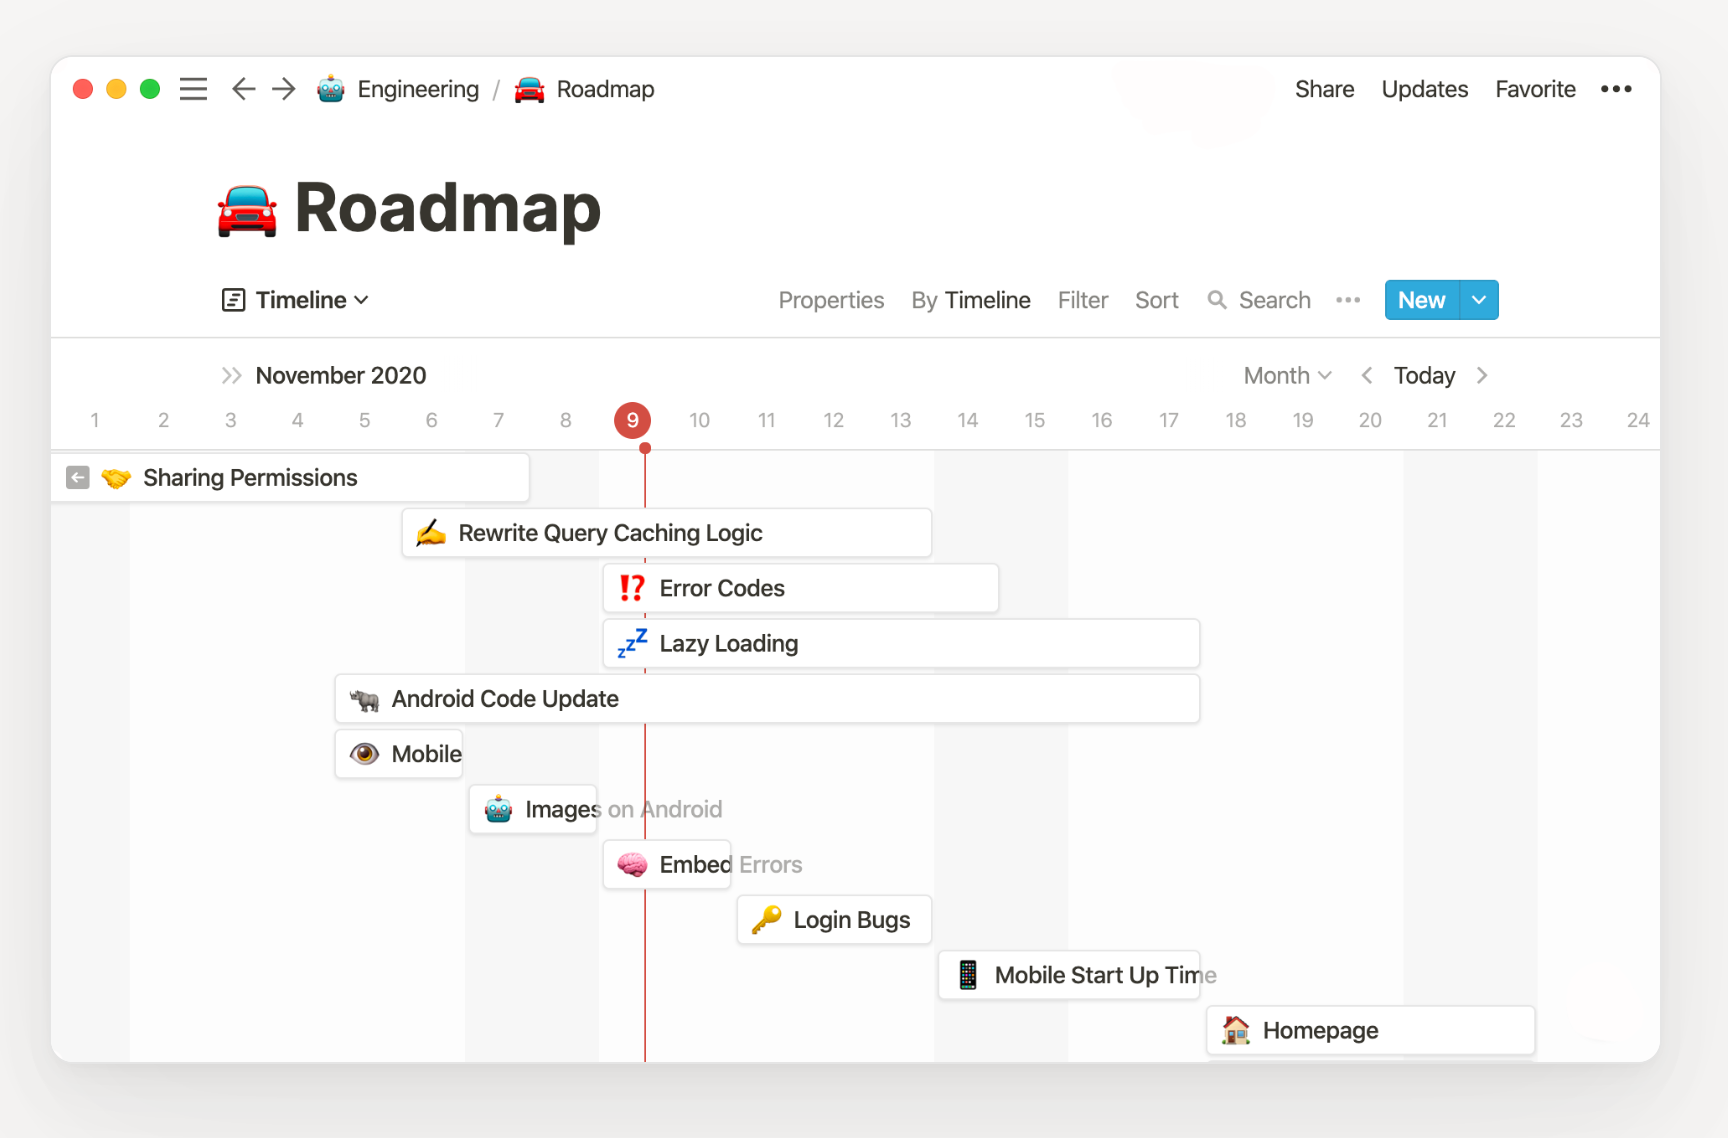 Engineering / Roadmap Share Updates Favorite
Roadmap
Timeline Properties By Timeline Filter Sort Search New
November 2020 Month Today
1 2 3 4 5 6 7 8 9 10 11 12 13 14 15 16 17 18 19 20 21 22 23 24
Sharing Permissions
Rewrite Query Caching Logic
Error Codes
Lazy Loading
Android Code Update
Mobile
Images on Android
Embed Errors
Login Bugs
Mobile Start Up Time
Homepage